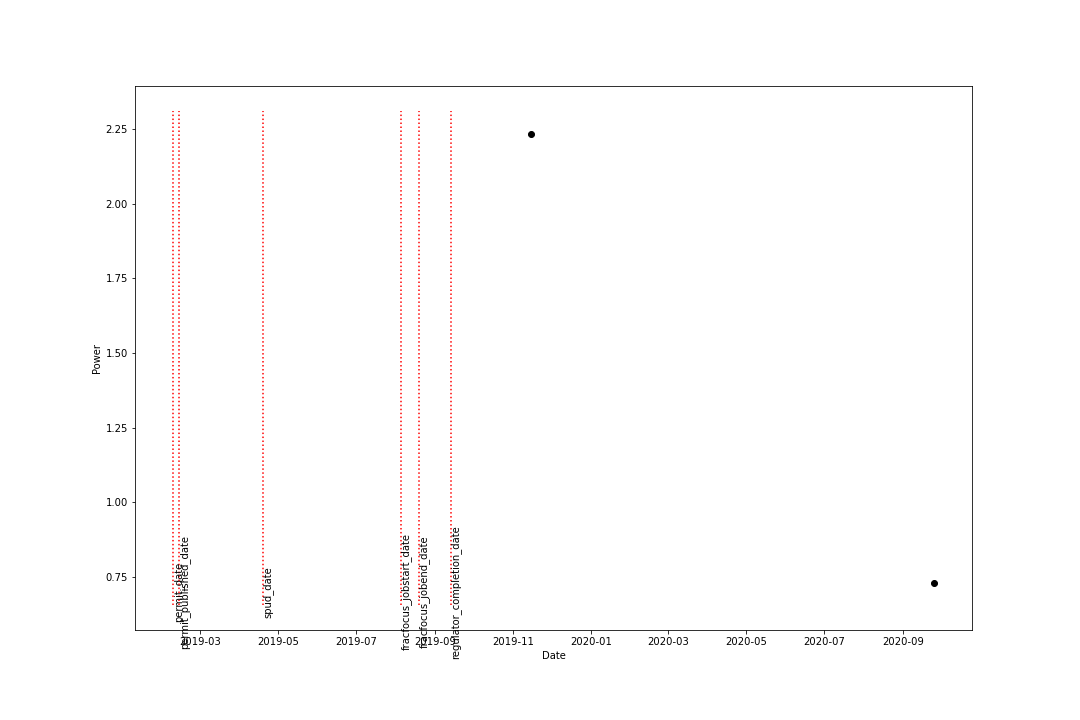 2.25
2.00
1.75
1.50
1.25
1.00
0.75
Power
permit_date
permit_published_date
spud_date
fracfocus_jobstart_date
fracfocus_jobend_date
regulator_completion_date
2019-03
2019-05
2019-07
2019-09
2019-11
2020-01
2020-03
2020-05
2020-07
2020-09
Date